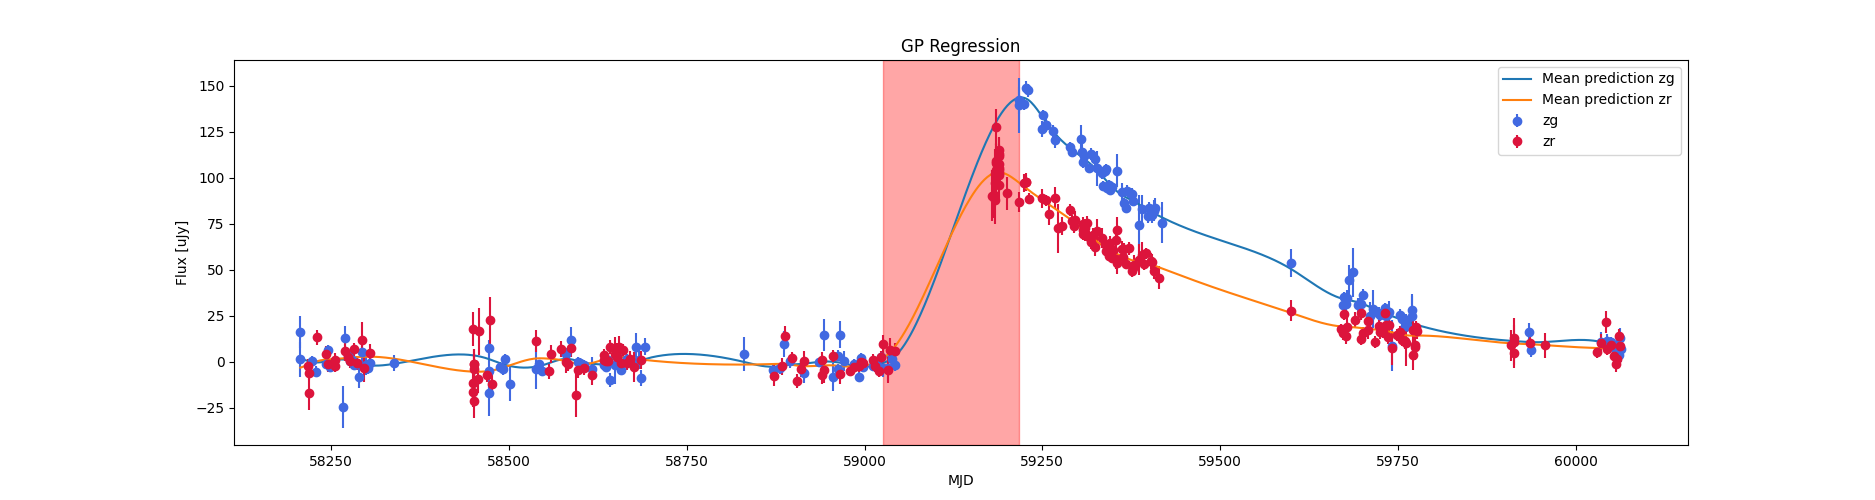 GP Regression
Flux [uJy]
150
125
100
75
50
25
0
−25
58250
58500
58750
59000
59250
59500
59750
60000
MJD
Mean prediction zg
Mean prediction zr
zg
zr